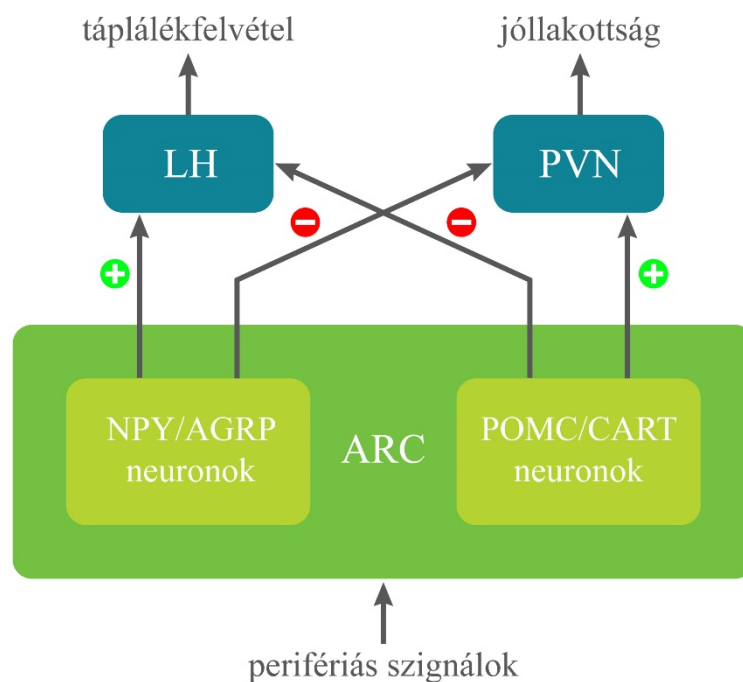 táplálékfelvétel
jóllakottság
LH
PVN
NPY/AGRP
neuronok
ARC
POMC/CART
neuronok
perifériás szignálok